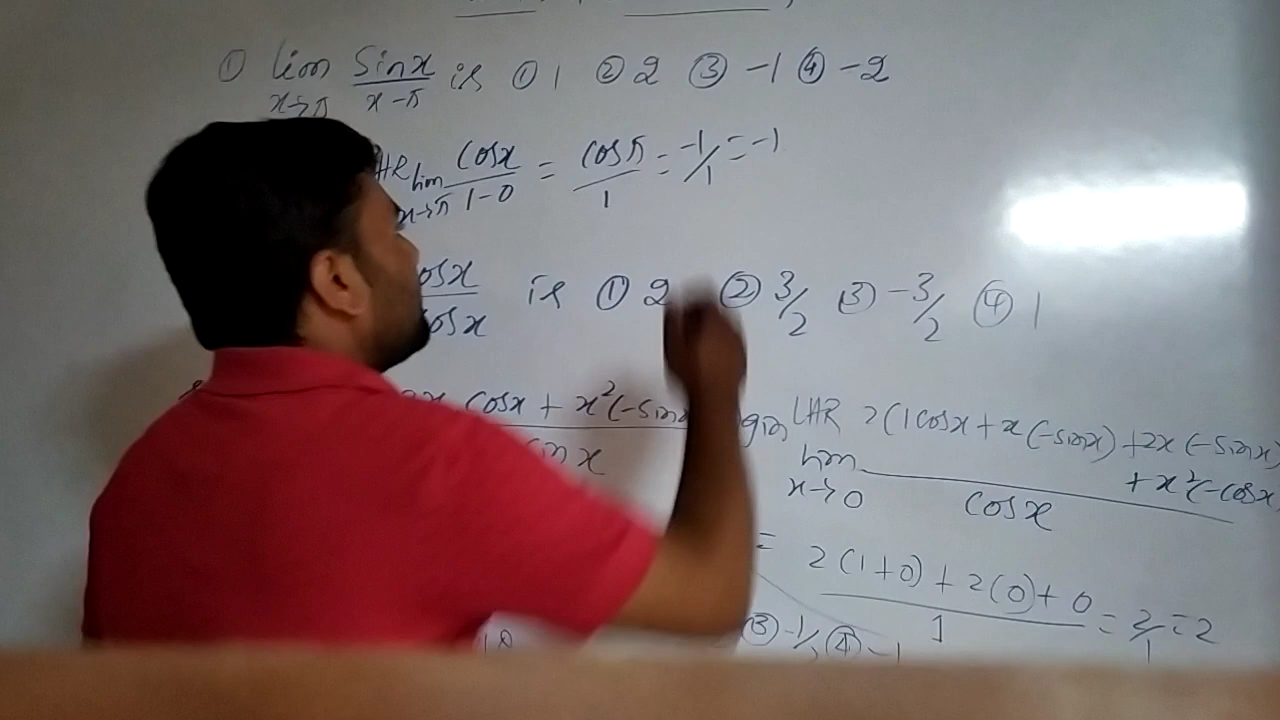 ① lim x→π sinx/x-π is ① 1 ② 2 ③ -1 ④ -2
HR lim x→π cosx/1-0 = cosπ/1 = -1/1 = -1
osx/osx is ① 2 ② 3/2 ③ -3/2 ④ 1
cosx + x²(-sinx
x
gin LHR lim x→0 2(1cosx + x(-sinx) + 2x(-sinx) + x²(-cosx/cosx
= 2(1+0) + 2(0) + 0/1 = 2/1 = 2
③ -1/ ④ -1